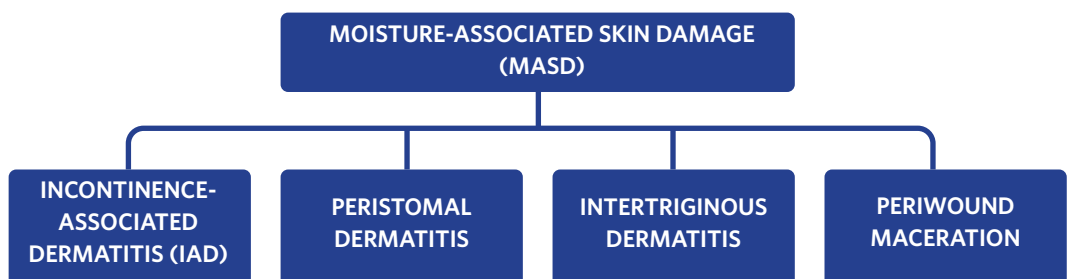 MOISTURE-ASSOCIATED SKIN DAMAGE
(MASD)
INCONTINENCE-
ASSOCIATED
DERMATITIS (IAD)
PERISTOMAL
DERMATITIS
INTERTRIGINOUS
DERMATITIS
PERIWOUND
MACERATION